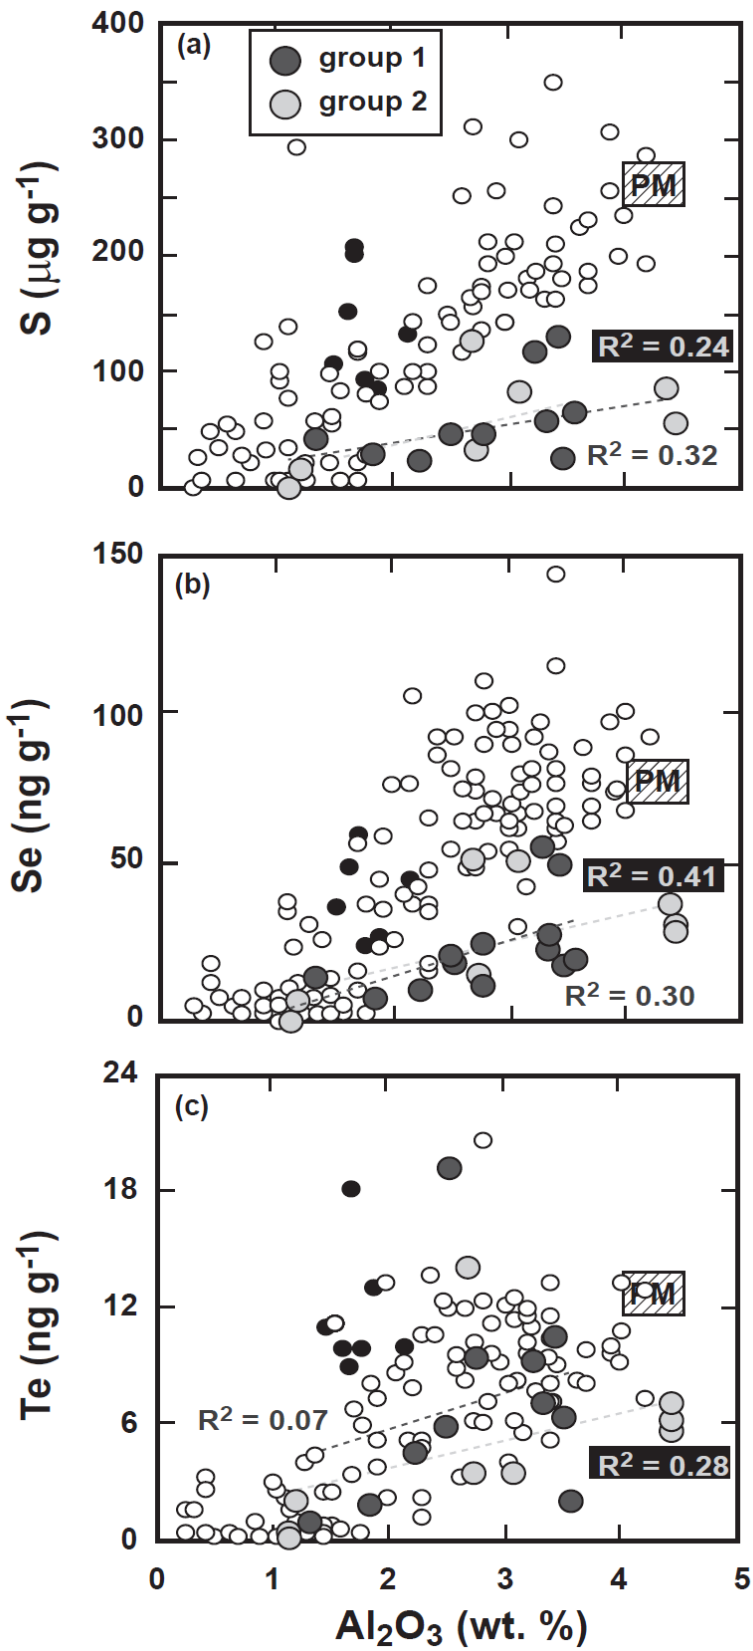 400
300
200
100
0
S (μg g⁻¹)
(a)
group 1
group 2
PM
R² = 0.24
R² = 0.32
150
100
50
0
Se (ng g⁻¹)
(b)
PM
R² = 0.41
R² = 0.30
24
18
12
6
0
Te (ng g⁻¹)
(c)
PM
R² = 0.07
R² = 0.28
0 1 2 3 4 5
Al₂O₃ (wt. %)